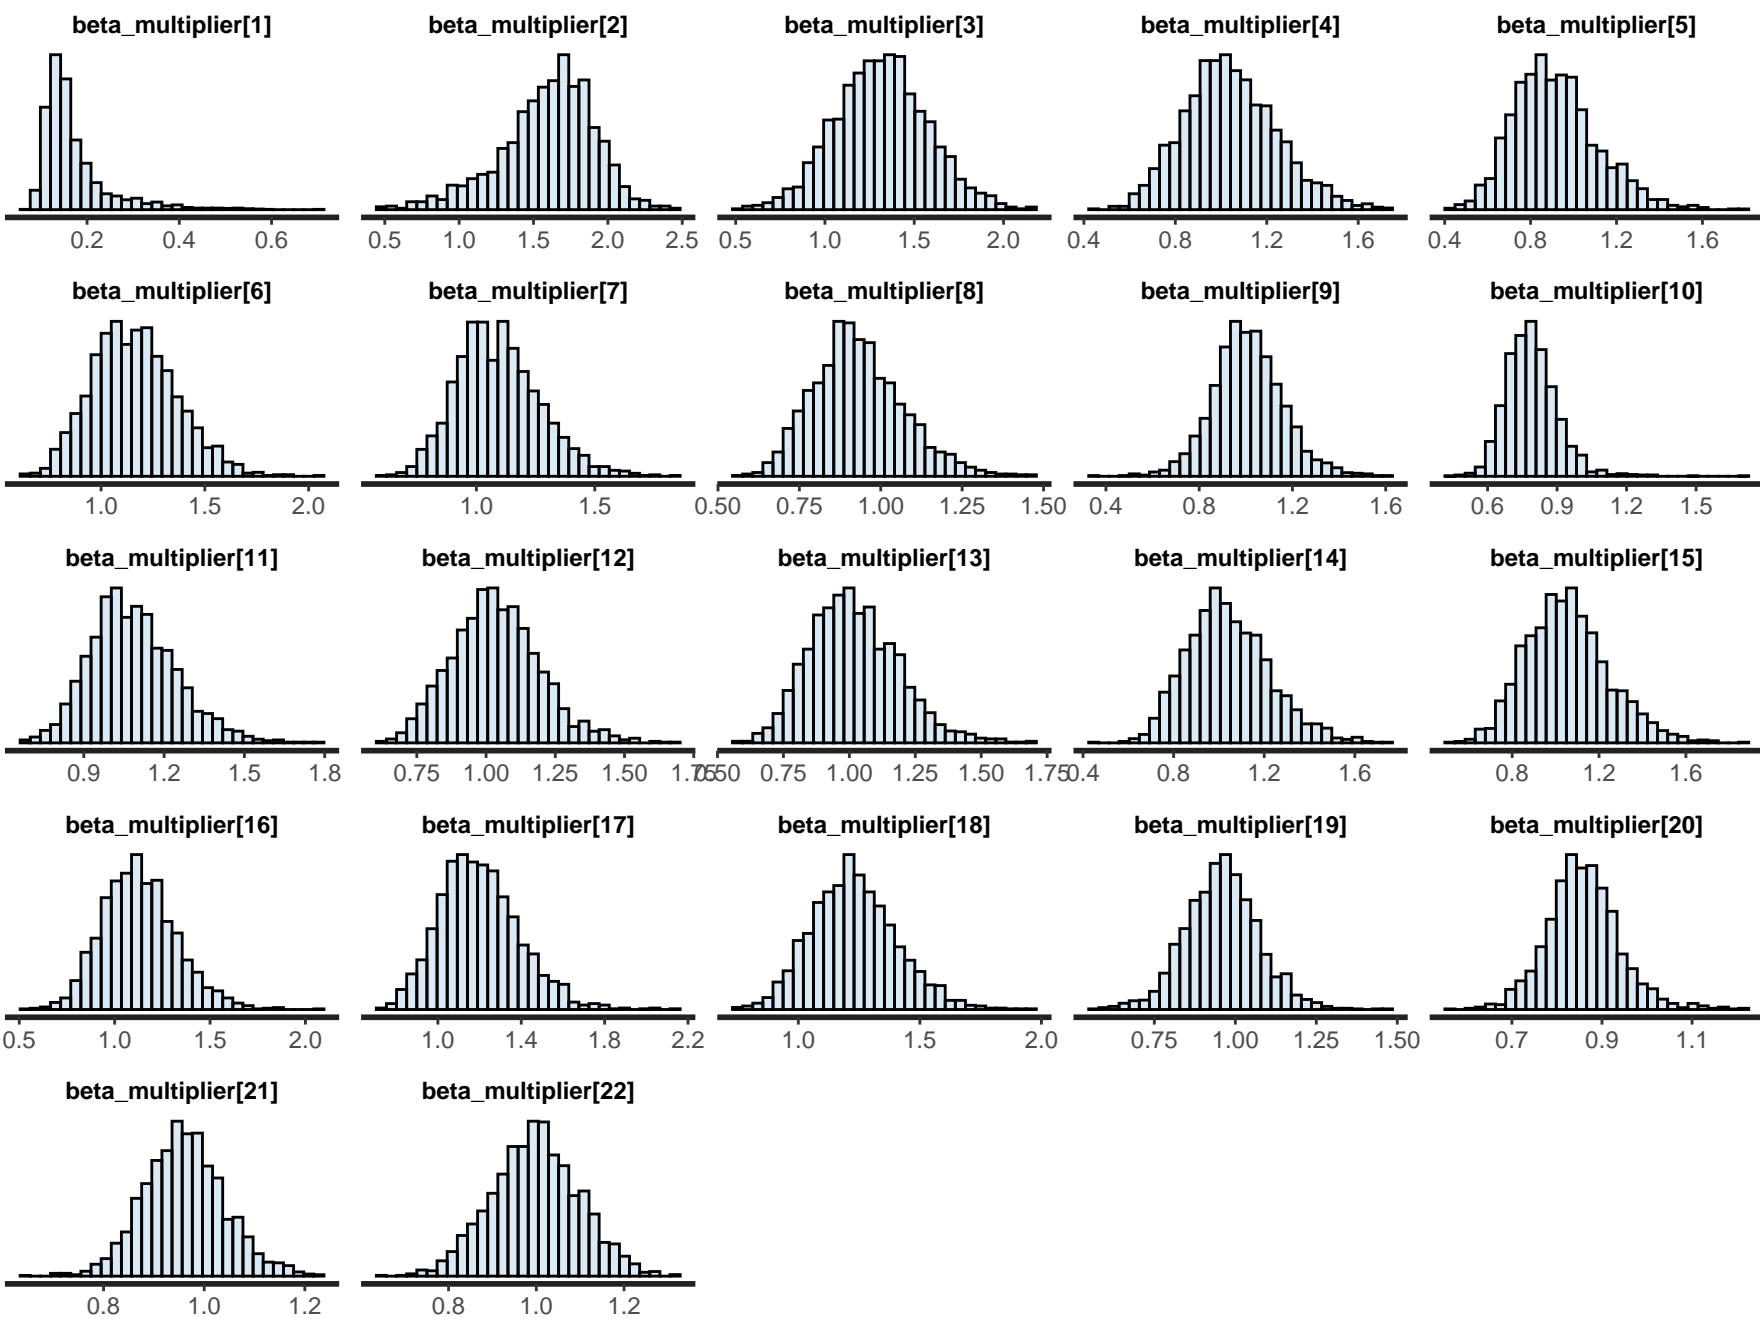 beta_multiplier[1] beta_multiplier[2] beta_multiplier[3] beta_multiplier[4] beta_multiplier[5]
0.2 0.4 0.6 0.5 1.0 1.5 2.0 2.5 0.5 1.0 1.5 2.0 0.4 0.8 1.2 1.6 0.4 0.8 1.2 1.6
beta_multiplier[6] beta_multiplier[7] beta_multiplier[8] beta_multiplier[9] beta_multiplier[10]
1.0 1.5 2.0 1.0 1.5 0.50 0.75 1.00 1.25 1.50 0.4 0.8 1.2 1.6 0.6 0.9 1.2 1.5
beta_multiplier[11] beta_multiplier[12] beta_multiplier[13] beta_multiplier[14] beta_multiplier[15]
0.9 1.2 1.5 1.8 0.75 1.00 1.25 1.50 1.75 0.50 0.75 1.00 1.25 1.50 1.75 0.4 0.8 1.2 1.6 0.8 1.2 1.6
beta_multiplier[16] beta_multiplier[17] beta_multiplier[18] beta_multiplier[19] beta_multiplier[20]
0.5 1.0 1.5 2.0 1.0 1.4 1.8 2.2 1.0 1.5 2.0 0.75 1.00 1.25 1.50 0.7 0.9 1.1
beta_multiplier[21] beta_multiplier[22]
0.8 1.0 1.2 0.8 1.0 1.2